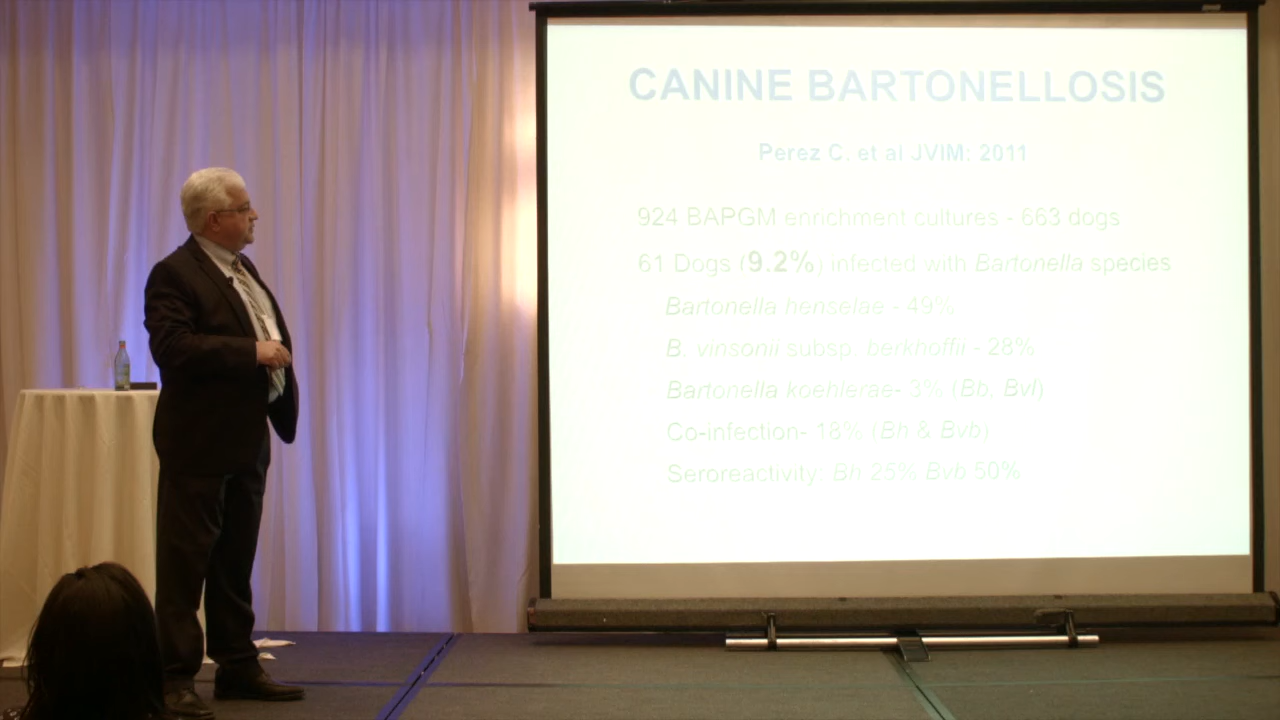 CANINE BARTONELLOSIS
Perez C. et al JVIM: 2011
924 BAPGM enrichment cultures - 663 dogs
61 Dogs (9.2%) infected with Bartonella species
Bartonella henselae - 49%
B. vinsonii subsp. berkhoffii - 28%
Bartonella koehlerae- 3% (Bb, Bvf)
Co-infection- 18% (Bh & Bvb)
Seroreactivity: Bh 25% Bvb 50%